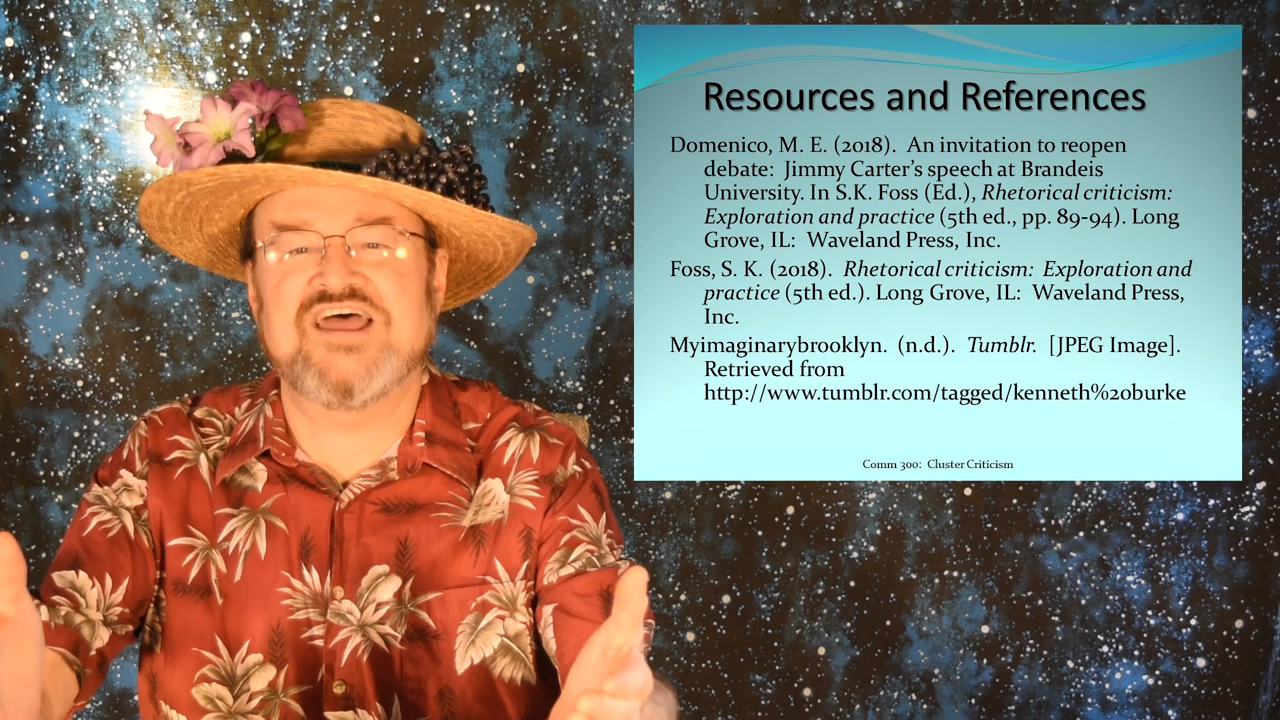 Resources and References
Domenico, M. E. (2018).  An invitation to reopen
debate:  Jimmy Carter's speech at Brandeis
University. In S.K. Foss (Ed.), Rhetorical criticism:
Exploration and practice (5th ed., pp. 89-94). Long
Grove, IL:  Waveland Press, Inc.
Foss, S. K. (2018).  Rhetorical criticism:  Exploration and
practice (5th ed.). Long Grove, IL:  Waveland Press,
Inc.
Myimaginarybrooklyn.  (n.d.).  Tumblr.  [JPEG Image].
Retrieved from
http://www.tumblr.com/tagged/kenneth%20burke
Comm 300:  Cluster Criticism